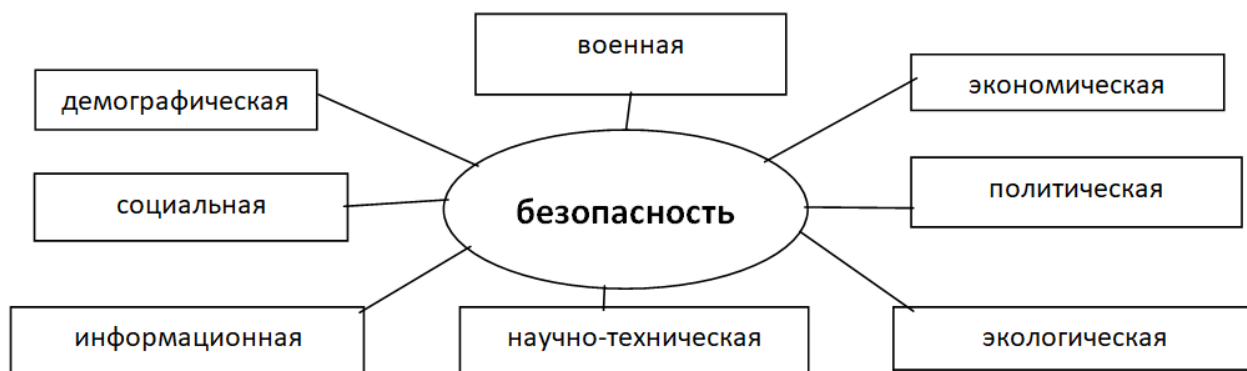 военная
демографическая
экономическая
социальная
безопасность
политическая
информационная
научно-техническая
экологическая